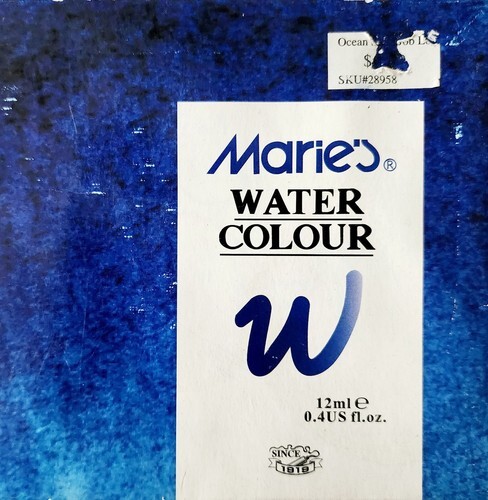 Ocean
$
SKU#28958
Marie's®
WATER
COLOUR
W
12ml ℮
0.4US fl.oz.
SINCE
1919